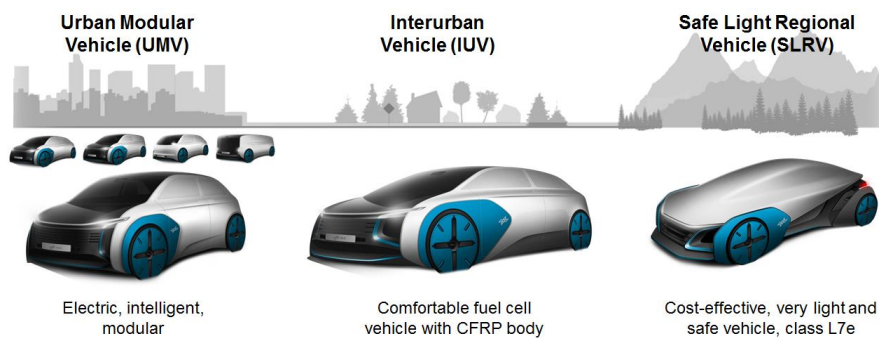 Urban Modular
Vehicle (UMV)
Interurban
Vehicle (IUV)
Safe Light Regional
Vehicle (SLRV)
Electric, intelligent,
modular
Comfortable fuel cell
vehicle with CFRP body
Cost-effective, very light and
safe vehicle, class L7e